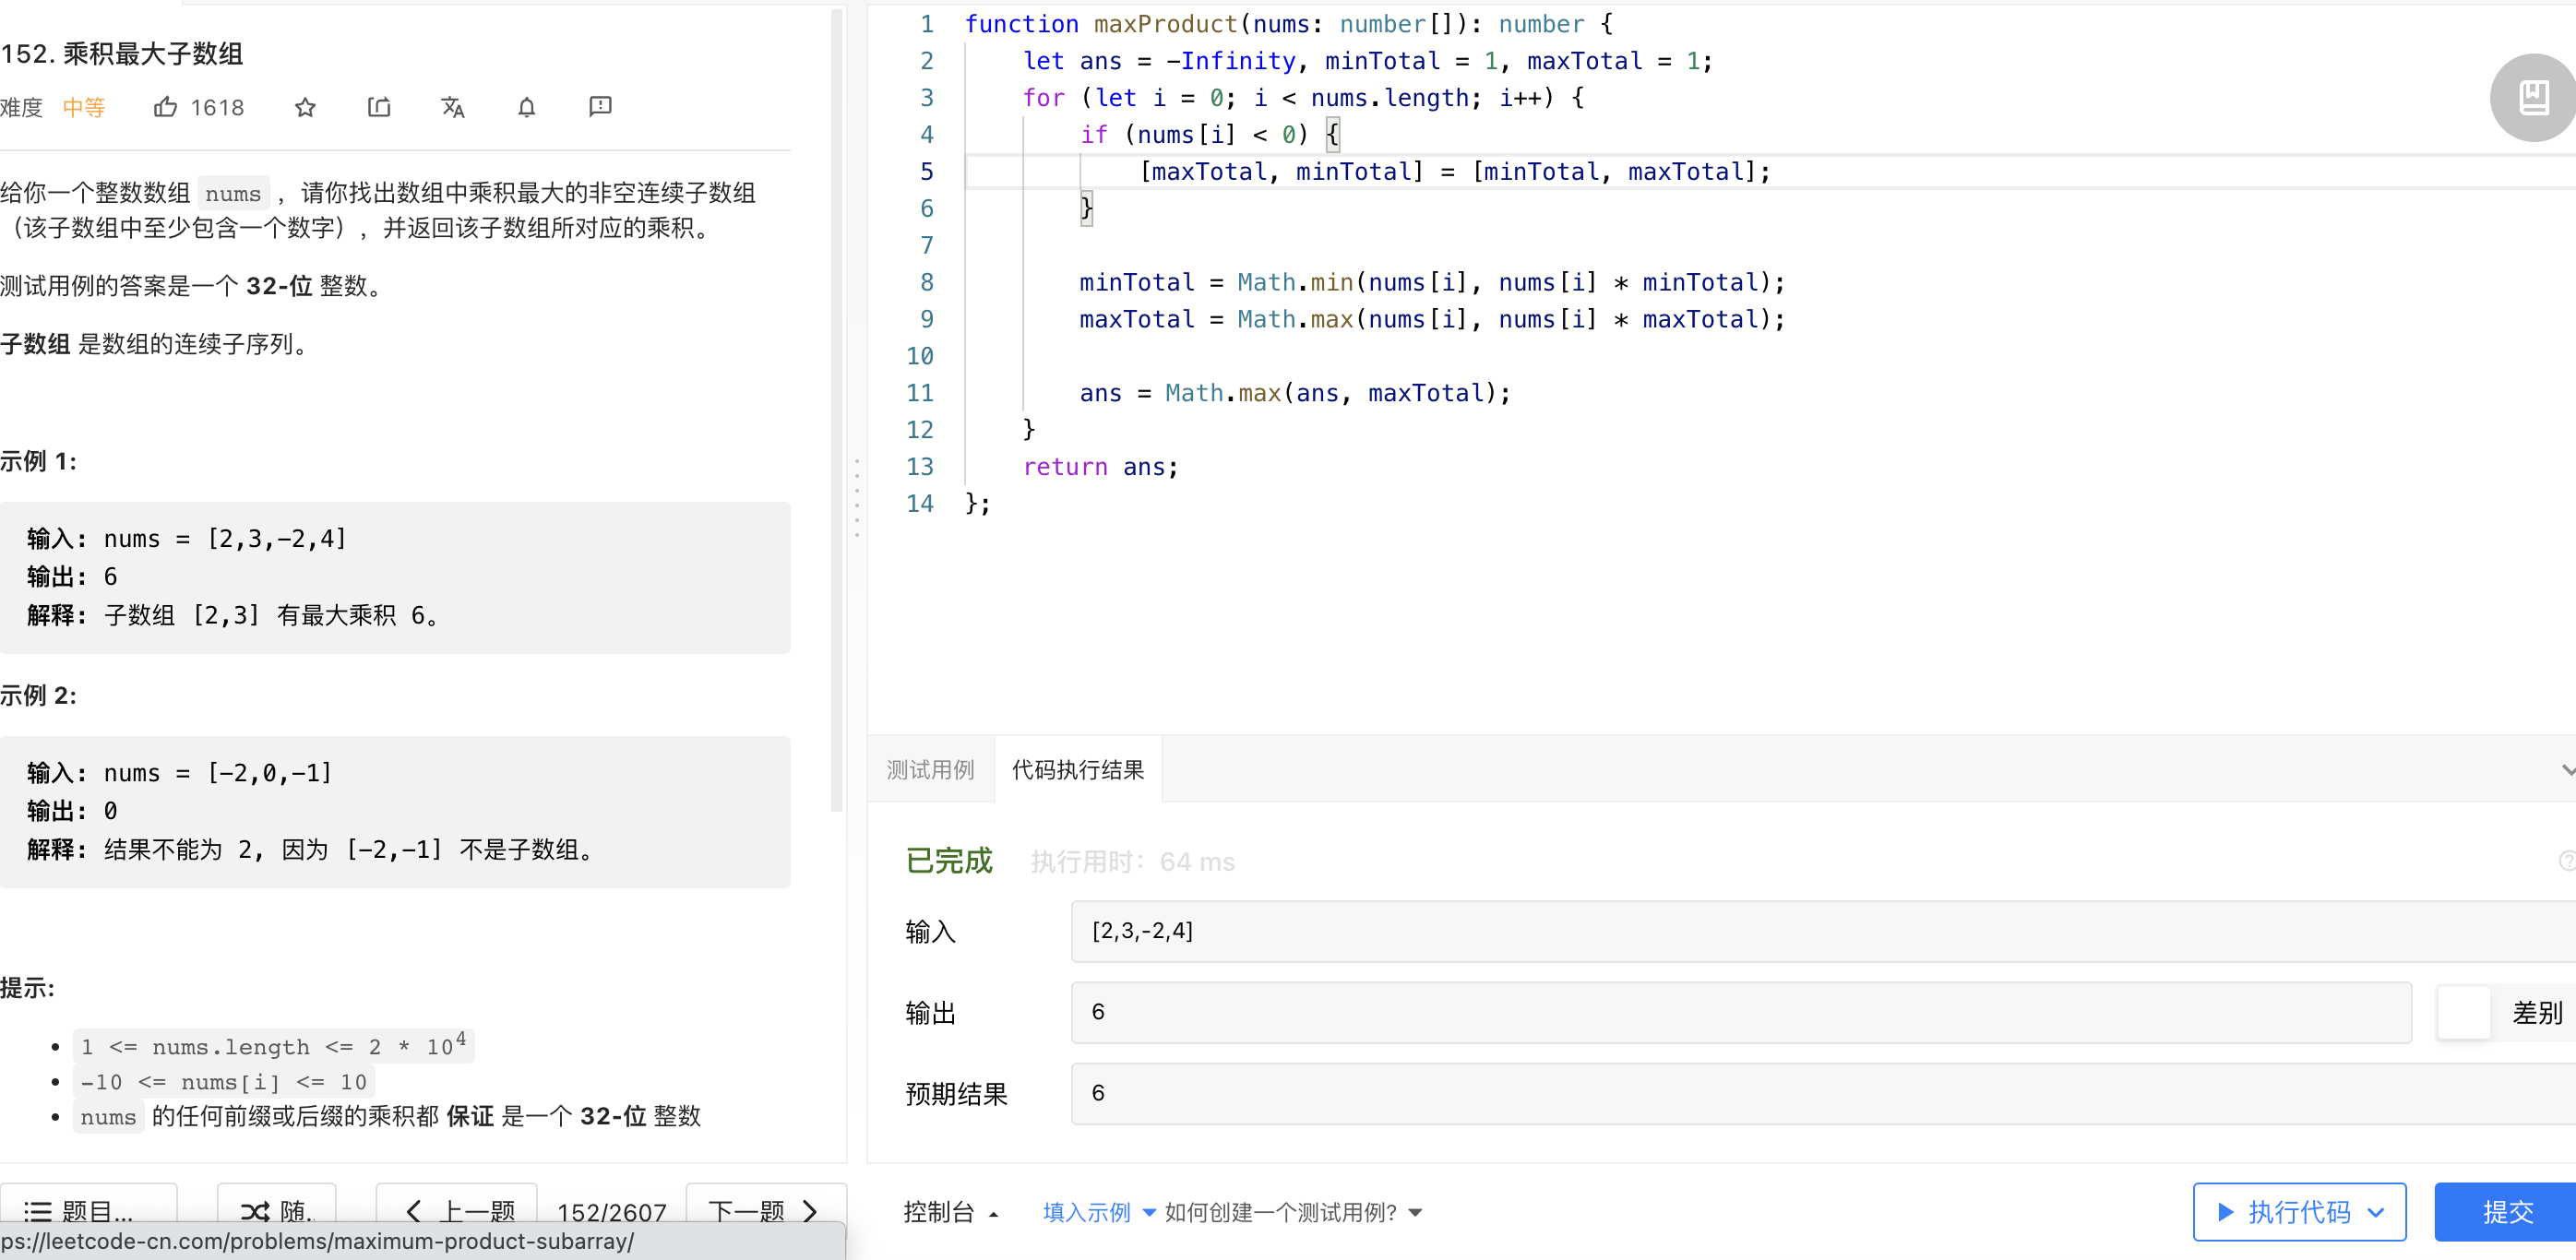 152. 乘积最大子数组
难度 中等 1618
给你一个整数数组 nums ，请你找出数组中乘积最大的非空连续子数组
（该子数组中至少包含一个数字），并返回该子数组所对应的乘积。
测试用例的答案是一个 32-位 整数。
子数组 是数组的连续子序列。
示例 1:
输入: nums = [2,3,-2,4]
输出: 6
解释: 子数组 [2,3] 有最大乘积 6。
示例 2:
输入: nums = [-2,0,-1]
输出: 0
解释: 结果不能为 2, 因为 [-2,-1] 不是子数组。
提示:
1 <= nums.length <= 2 * 10⁴
-10 <= nums[i] <= 10
nums 的任何前缀或后缀的乘积都 保证 是一个 32-位 整数
题目... 随.. 上一题 152/2607 下一题
ps://leetcode-cn.com/problems/maximum-product-subarray/
1 function maxProduct(nums: number[]): number {
2 let ans = -Infinity, minTotal = 1, maxTotal = 1;
3 for (let i = 0; i < nums.length; i++) {
4 if (nums[i] < 0) {
5 [maxTotal, minTotal] = [minTotal, maxTotal];
6 }
7
8 minTotal = Math.min(nums[i], nums[i] * minTotal);
9 maxTotal = Math.max(nums[i], nums[i] * maxTotal);
10
11 ans = Math.max(ans, maxTotal);
12 }
13 return ans;
14 };
测试用例 代码执行结果
已完成 执行用时: 64 ms
输入 [2,3,-2,4]
输出 6 差别
预期结果 6
控制台 填入示例 如何创建一个测试用例? 执行代码 提交